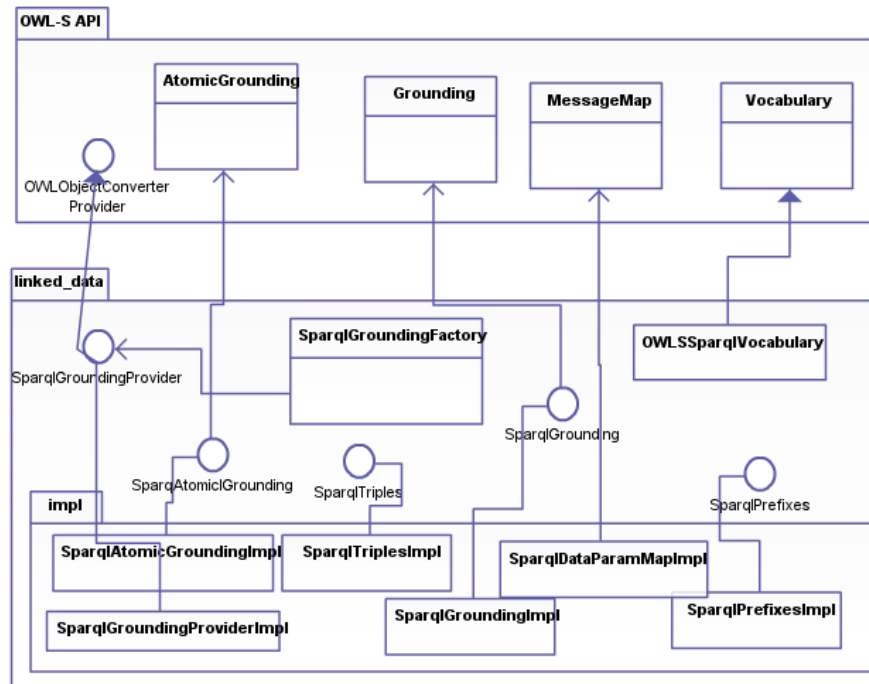 OWL-S API
AtomicGrounding
Grounding
MessageMap
Vocabulary
OWLObjectConverter
Provider
linked_data
SparqlGroundingFactory
OWLSSparqlVocabulary
SparqlGroundingProvider
SparqlGrounding
SparqAtomiclGrounding
SparqlTriples
SparqlPrefixes
impl
SparqlAtomicGroundingImpl
SparqlTriplesImpl
SparqlDataParamMapImpl
SparqlGroundingProviderImpl
SparqlGroundingImpl
SparqlPrefixesImpl